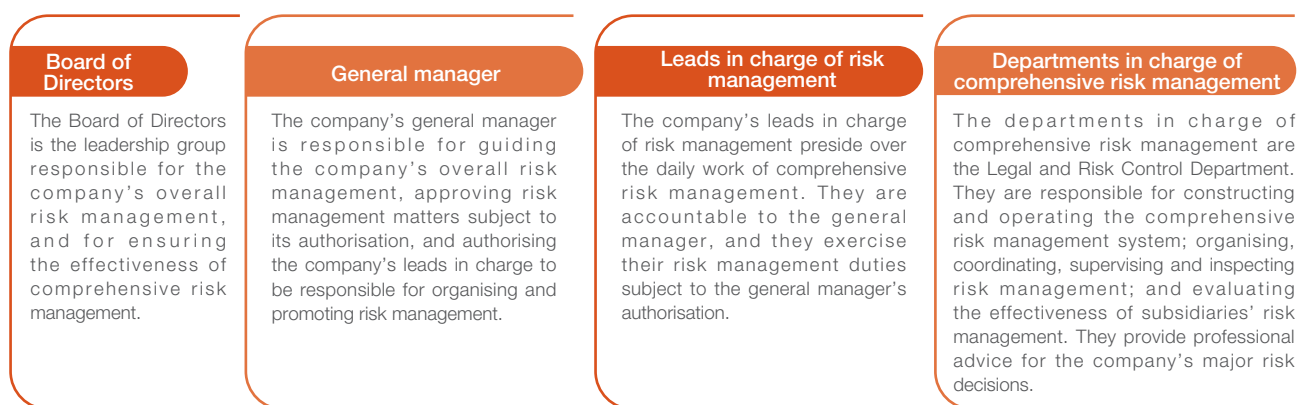 Board of
Directors
The Board of Directors
is the leadership group
responsible for the
company's overall
risk management,
and for ensuring
the effectiveness of
comprehensive risk
management.
General manager
The company's general manager
is responsible for guiding
the company's overall risk
management, approving risk
management matters subject to
its authorisation, and authorising
the company's leads in charge to
be responsible for organising and
promoting risk management.
Leads in charge of risk
management
The company's leads in charge
of risk management preside over
the daily work of comprehensive
risk management. They are
accountable to the general
manager, and they exercise
their risk management duties
subject to the general manager's
authorisation.
Departments in charge of
comprehensive risk management
The departments in charge of
comprehensive risk management are
the Legal and Risk Control Department.
They are responsible for constructing
and operating the comprehensive
risk management system; organising,
coordinating, supervising and inspecting
risk management; and evaluating
the effectiveness of subsidiaries' risk
management. They provide professional
advice for the company's major risk
decisions.